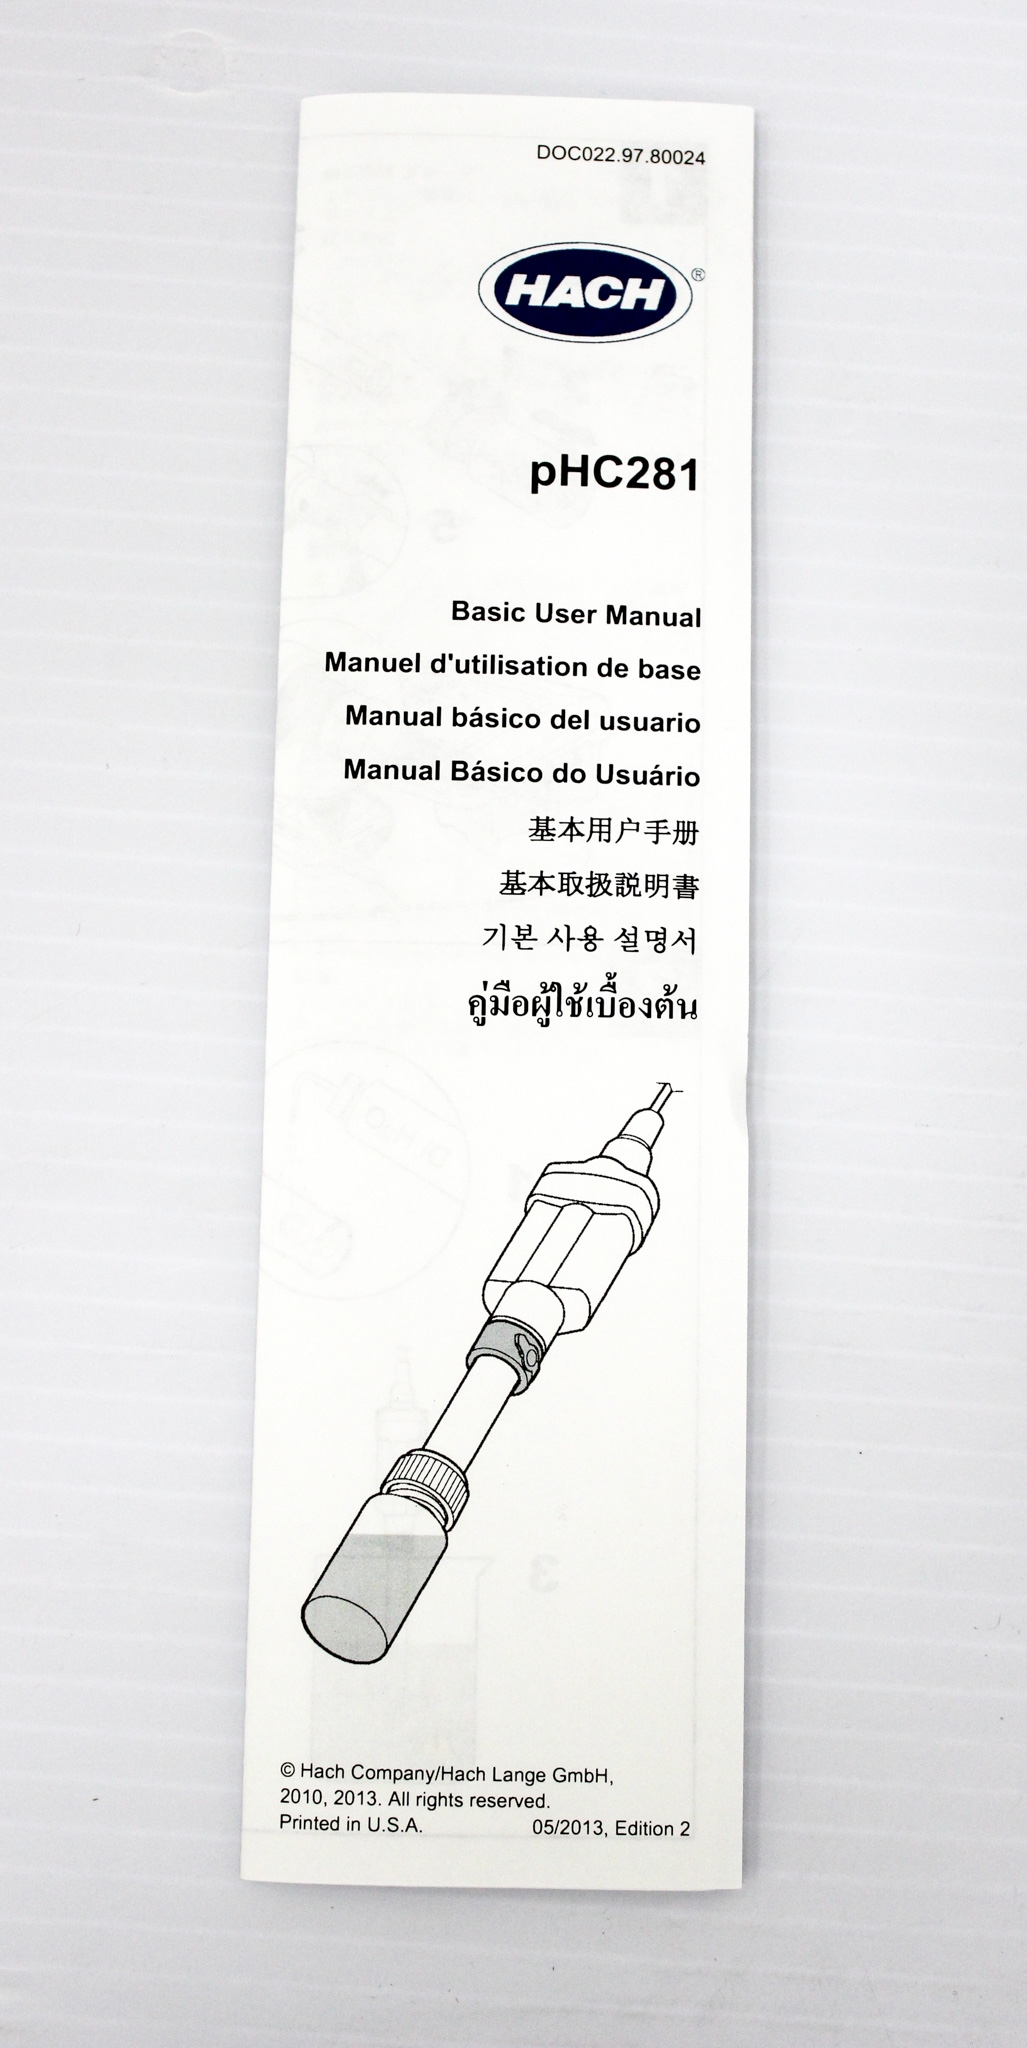 DOC022.97.80024
HACH®
pHC281
Basic User Manual
Manuel d'utilisation de base
Manual básico del usuario
Manual Básico do Usuário
基本用户手册
基本取扱説明書
기본 사용 설명서
คู่มือผู้ใช้เบื้องต้น
© Hach Company/Hach Lange GmbH,
2010, 2013. All rights reserved.
Printed in U.S.A. 05/2013, Edition 2